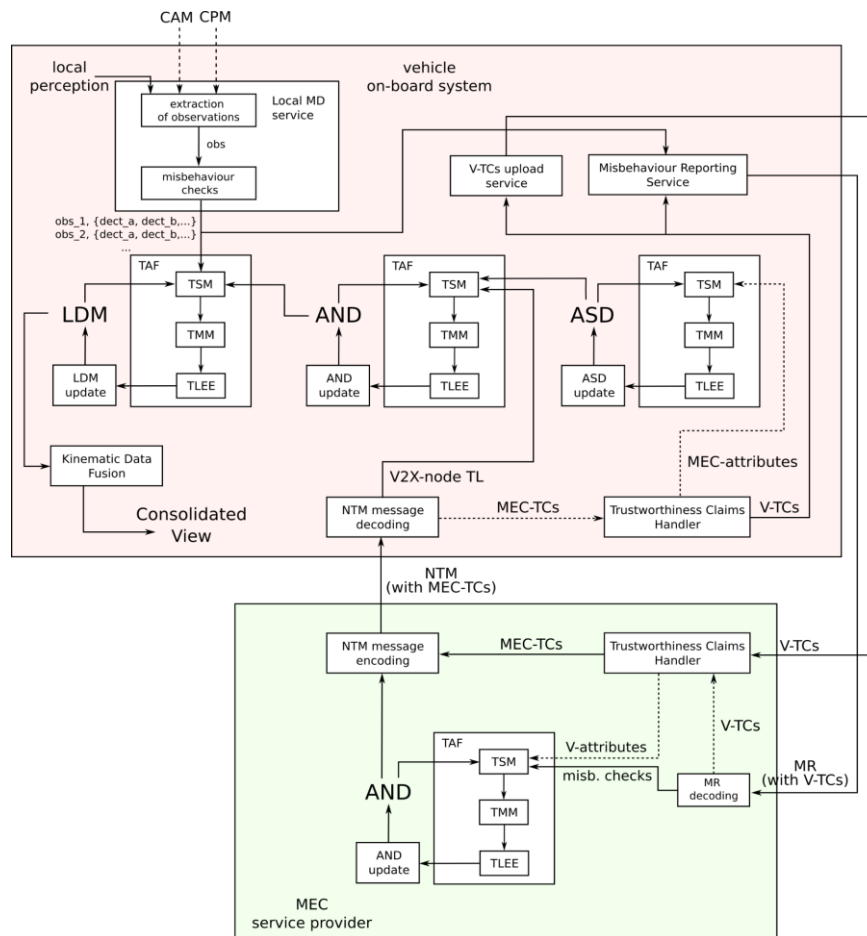 CAM
CPM
local
perception
vehicle
on-board system
extraction
of observations
Local MD
service
obs
misbehaviour
checks
V-TCs upload
service
Misbehaviour Reporting
Service
obs_1, {dect_a, dect_b,...}
obs_2, {dect_a, dect_b,...}
...
TAF
TSM
TMM
TLEE
LDM
LDM
update
TAF
TSM
TMM
TLEE
AND
AND
update
TAF
TSM
TMM
TLEE
ASD
ASD
update
Kinematic Data
Fusion
Consolidated
View
V2X-node TL
MEC-attributes
NTM message
decoding
MEC-TCs
Trustworthiness Claims
Handler
V-TCs
NTM
(with MEC-TCs)
NTM message
encoding
MEC-TCs
Trustworthiness Claims
Handler
V-TCs
V-TCs
TAF
V-attributes
TSM
misb. checks
MR
decoding
MR
(with V-TCs)
AND
TMM
AND
update
TLEE
MEC
service provider